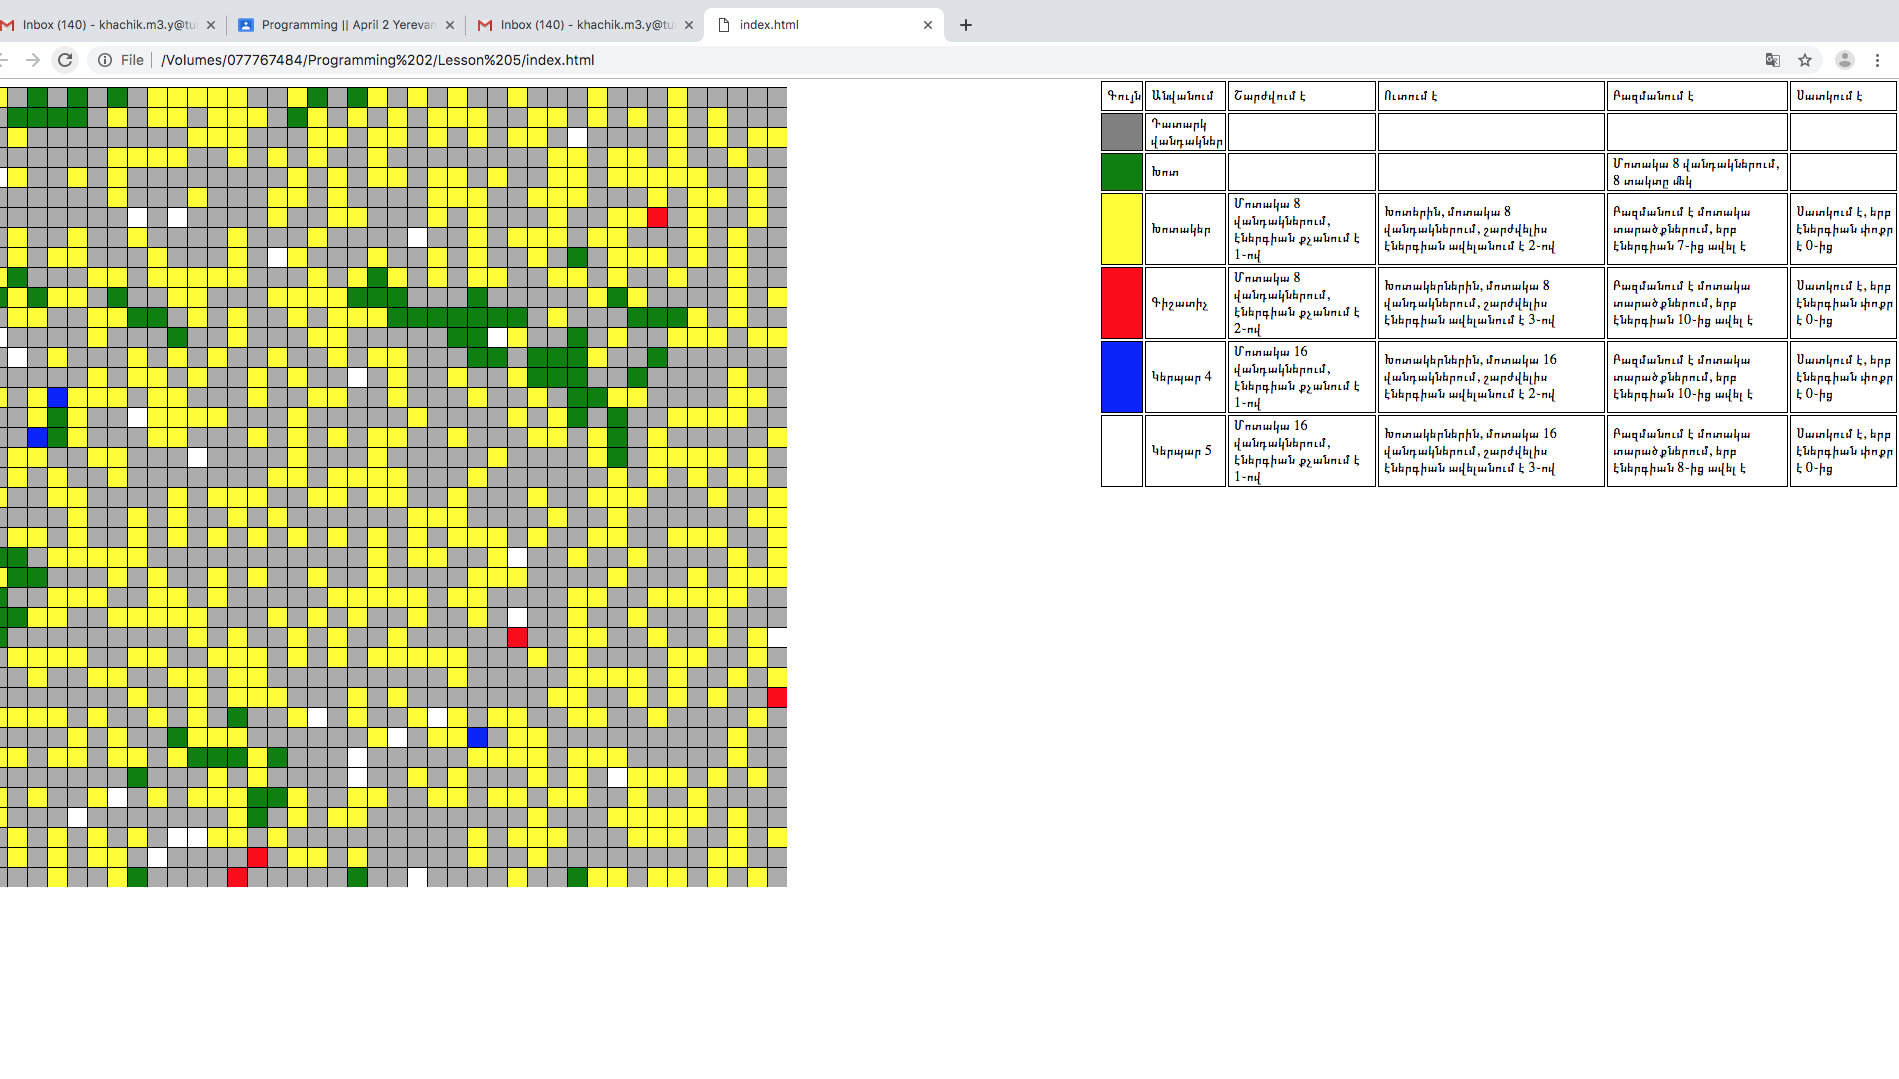 Inbox (140) - khachik.m3.y@tu
Programming || April 2 Yerevan
Inbox (140) - khachik.m3.y@tu
index.html
File
/Volumes/077767484/Programming%202/Lesson%205/index.html
Գույն
Անվանում
Շարժվում է
Ուտում է
Բազմանում է
Սատկում է
Դատարկ
վանդակներ
Խոտ
Մոտակա 8 վանդակներում,
8 տակտը մեկ
Խոտակեր
Մոտակա 8
վանդակներում,
էներգիան քչանում է
1-ով
Խոտերին, մոտակա 8
վանդակներում, շարժվելիս
էներգիան ավելանում է 2-ով
Բազմանում է մոտակա
տարածքներում, երբ
էներգիան 7-ից ավել է
Սատկում է, երբ
էներգիան փոքր
է 0-ից
Գիշատիչ
Մոտակա 8
վանդակներում,
էներգիան քչանում է
2-ով
Խոտակերներին, մոտակա 8
վանդակներում, շարժվելիս
էներգիան ավելանում է 3-ով
Բազմանում է մոտակա
տարածքներում, երբ
էներգիան 10-ից ավել է
Սատկում է, երբ
էներգիան փոքր
է 0-ից
Կերպար 4
Մոտակա 16
վանդակներում,
էներգիան քչանում է
1-ով
Խոտակերներին, մոտակա 16
վանդակներում, շարժվելիս
էներգիան ավելանում է 2-ով
Բազմանում է մոտակա
տարածքներում, երբ
էներգիան 10-ից ավել է
Սատկում է, երբ
էներգիան փոքր
է 0-ից
Կերպար 5
Մոտակա 16
վանդակներում,
էներգիան քչանում է
1-ով
Խոտակերներին, մոտակա 16
վանդակներում, շարժվելիս
էներգիան ավելանում է 3-ով
Բազմանում է մոտակա
տարածքներում, երբ
էներգիան 8-ից ավել է
Սատկում է, երբ
էներգիան փոքր
է 0-ից